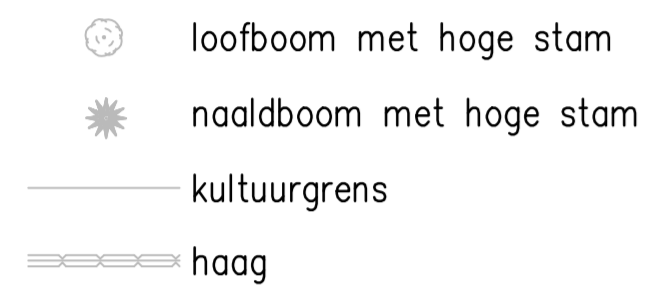 loofboom met hoge stam
naaldboom met hoge stam
kultuurgrens
haag